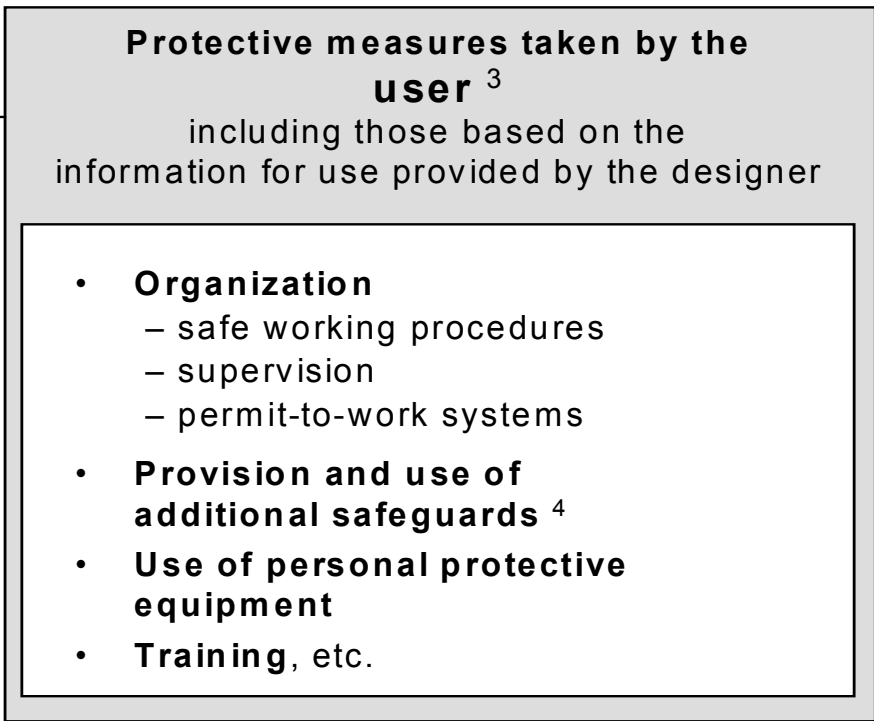 Protective measures taken by the
user ³
including those based on the
information for use provided by the designer
• Organization
– safe working procedures
– supervision
– permit-to-work systems
• Provision and use of
additional safeguards ⁴
• Use of personal protective
equipment
• Training, etc.